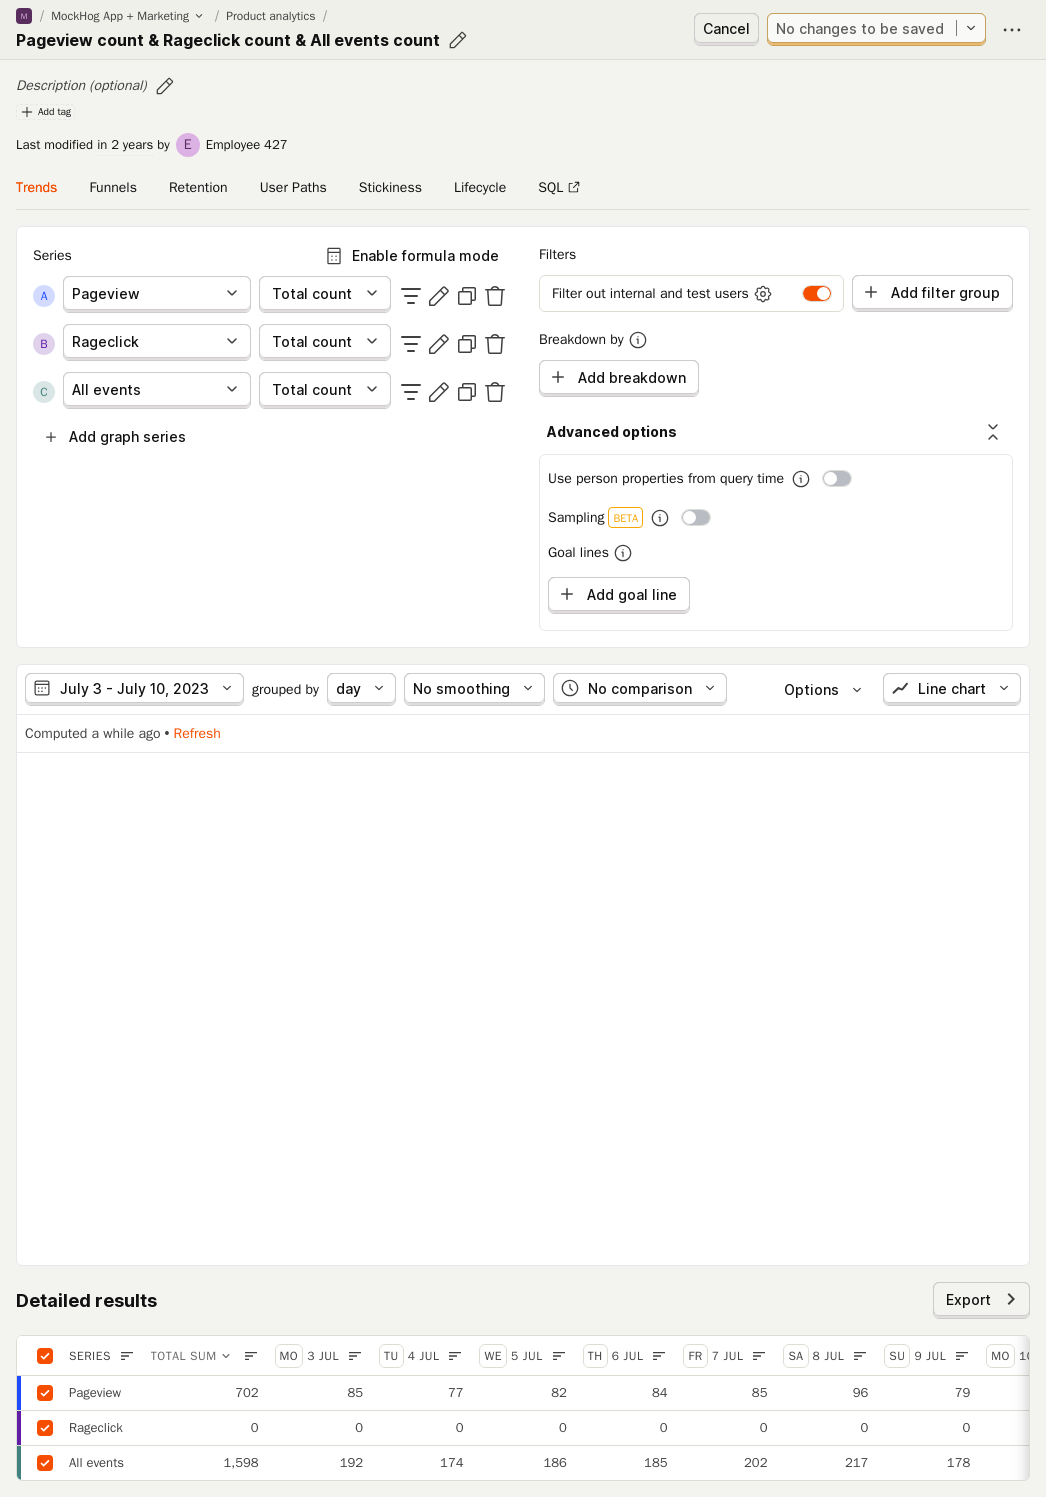 M / MockHog App + Marketing / Product analytics /
Pageview count & Rageclick count & All events count
Cancel
No changes to be saved
Description (optional)
Add tag
Last modified in 2 years by E Employee 427
Trends Funnels Retention User Paths Stickiness Lifecycle SQL
Series
Enable formula mode
A Pageview Total count
B Rageclick Total count
C All events Total count
Add graph series
Filters
Filter out internal and test users
Add filter group
Breakdown by
Add breakdown
Advanced options
Use person properties from query time
Sampling BETA
Goal lines
Add goal line
July 3 - July 10, 2023 grouped by day No smoothing No comparison Options Line chart
Computed a while ago • Refresh
Detailed results
Export
SERIES TOTAL SUM MO 3 JUL TU 4 JUL WE 5 JUL TH 6 JUL FR 7 JUL SA 8 JUL SU 9 JUL MO
Pageview 702 85 77 82 84 85 96 79
Rageclick 0 0 0 0 0 0 0 0
All events 1,598 192 174 186 185 202 217 178